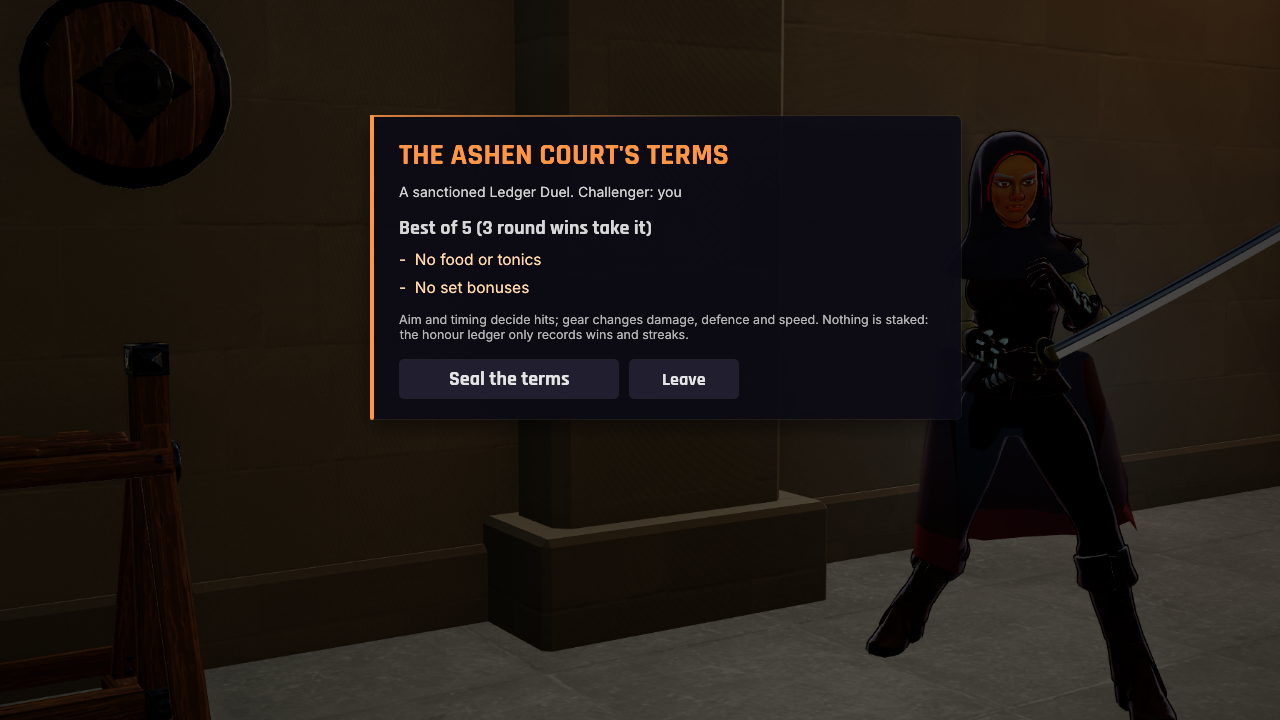 THE ASHEN COURT'S TERMS
A sanctioned Ledger Duel. Challenger: you
Best of 5 (3 round wins take it)
- No food or tonics
- No set bonuses
Aim and timing decide hits; gear changes damage, defence and speed. Nothing is staked:
the honour ledger only records wins and streaks.
Seal the terms
Leave